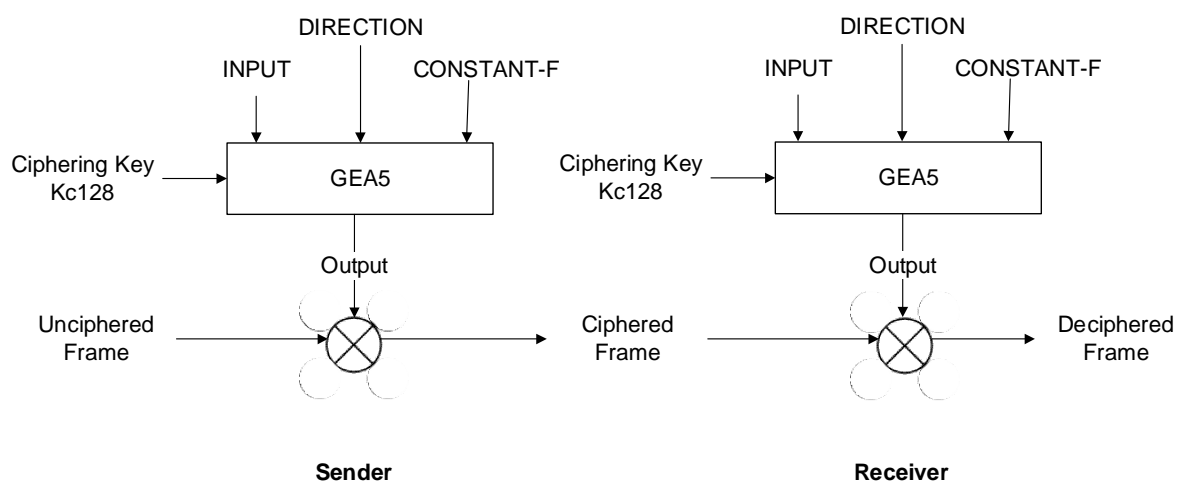 DIRECTION
INPUT
CONSTANT-F
Ciphering Key
Kc128
GEA5
Output
Unciphered
Frame
Sender
DIRECTION
INPUT
CONSTANT-F
Ciphering Key
Kc128
GEA5
Output
Ciphered
Frame
Deciphered
Frame
Receiver